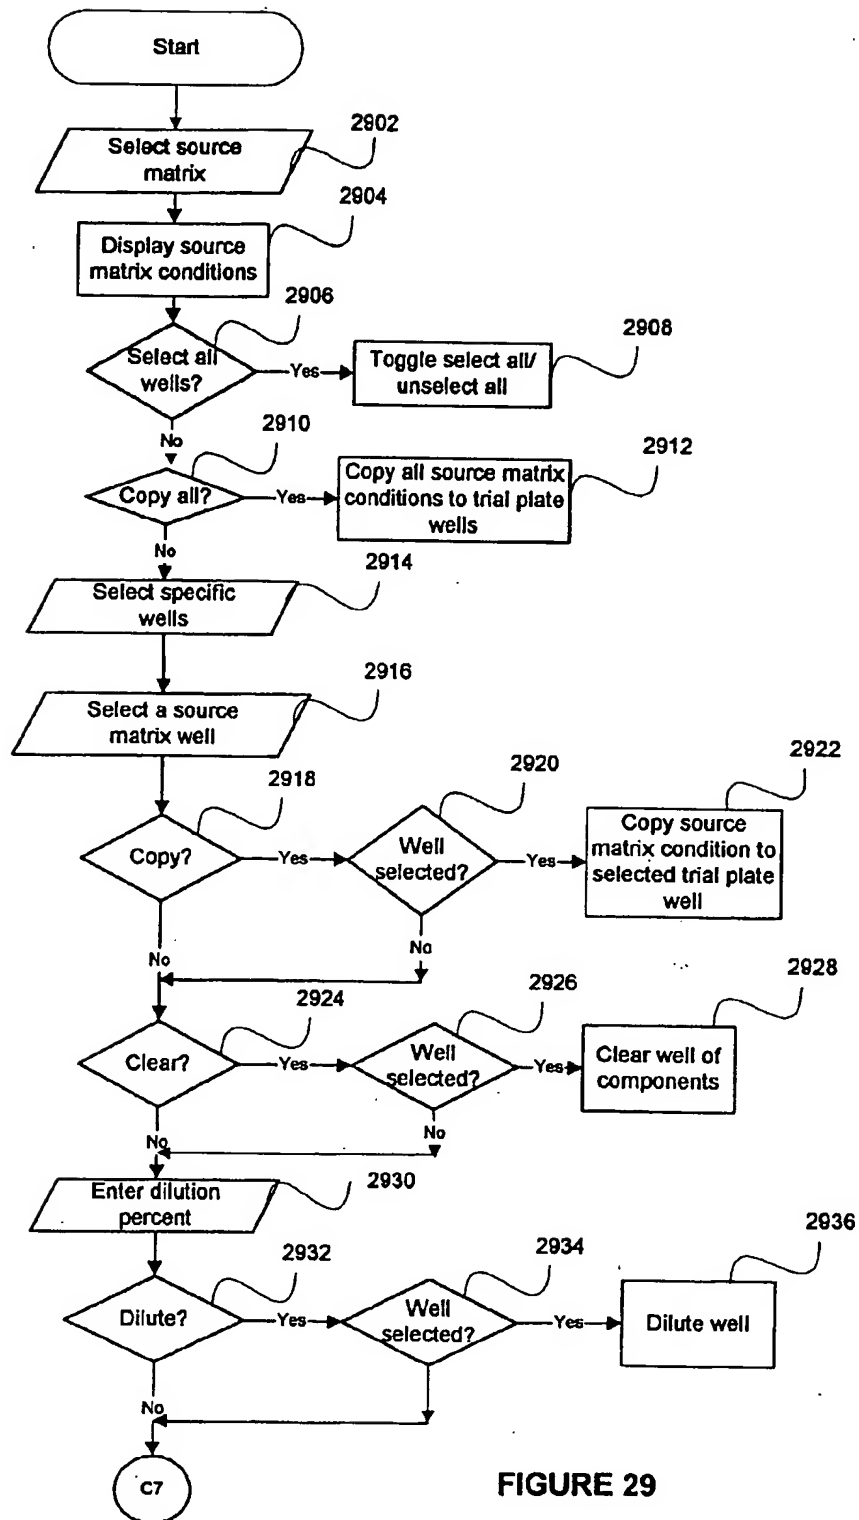 Start
2902
Select source
matrix
2904
Display source
matrix conditions
2906
Select all
wells?
Yes
2908
Toggle select all/
unselect all
No
2910
Copy all?
Yes
2912
Copy all source matrix
conditions to trial plate
wells
No
2914
Select specific
wells
2916
Select a source
matrix well
2918
Copy?
Yes
2920
Well
selected?
Yes
2922
Copy source
matrix condition to
selected trial plate
well
No
No
2924
Clear?
Yes
2926
Well
selected?
Yes
2928
Clear well of
components
No
No
2930
Enter dilution
percent
2932
Dilute?
Yes
2934
Well
selected?
Yes
2936
Dilute well
No
C7
FIGURE 29